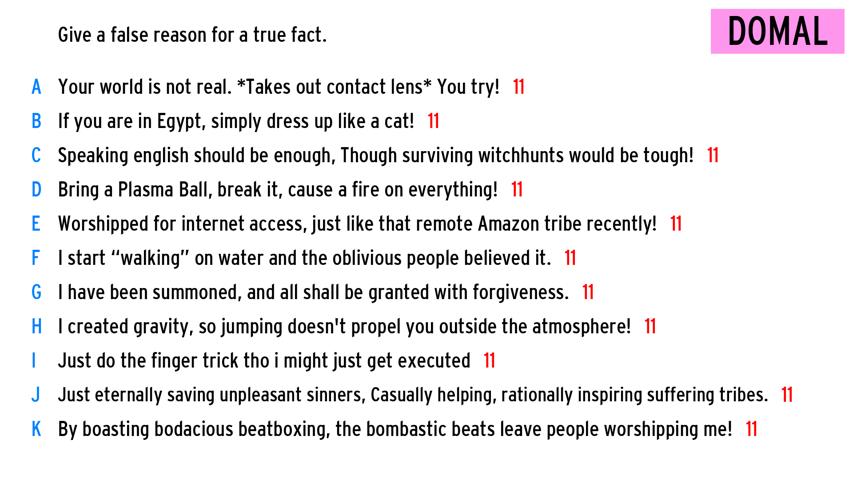 Give a false reason for a true fact.
DOMAL
A Your world is not real. *Takes out contact lens* You try! 11
B If you are in Egypt, simply dress up like a cat! 11
C Speaking english should be enough, Though surviving witchhunts would be tough! 11
D Bring a Plasma Ball, break it, cause a fire on everything! 11
E Worshipped for internet access, just like that remote Amazon tribe recently! 11
F I start “walking” on water and the oblivious people believed it. 11
G I have been summoned, and all shall be granted with forgiveness. 11
H I created gravity, so jumping doesn't propel you outside the atmosphere! 11
I Just do the finger trick tho i might just get executed 11
J Just eternally saving unpleasant sinners, Casually helping, rationally inspiring suffering tribes. 11
K By boasting bodacious beatboxing, the bombastic beats leave people worshipping me! 11